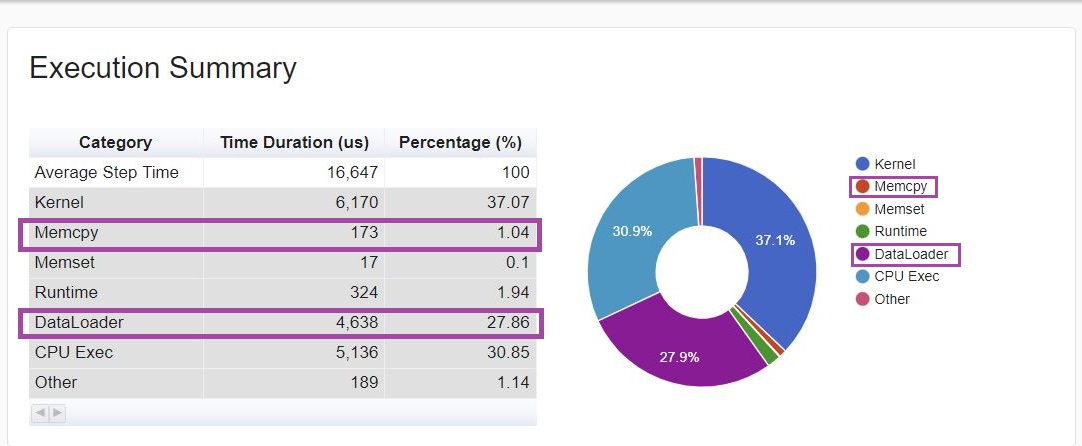 Execution Summary
Category Time Duration (us) Percentage (%)
Average Step Time 16,647 100
Kernel 6,170 37.07
Memcpy 173 1.04
Memset 17 0.1
Runtime 324 1.94
DataLoader 4,638 27.86
CPU Exec 5,136 30.85
Other 189 1.14
37.1%
30.9%
27.9%
Kernel
Memcpy
Memset
Runtime
DataLoader
CPU Exec
Other